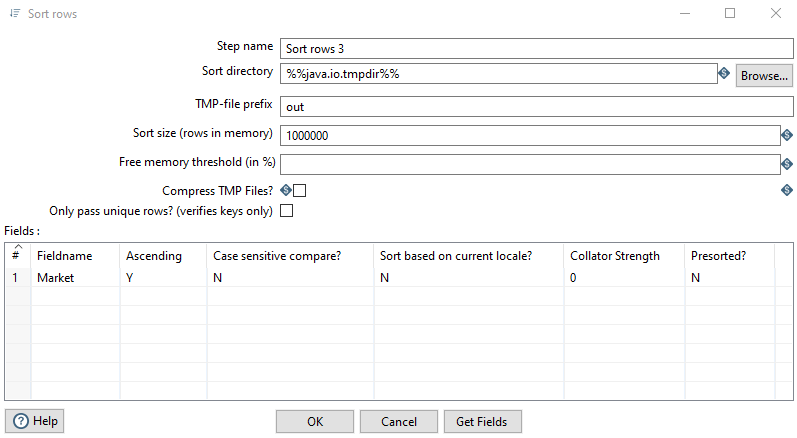 Sort rows
Step name Sort rows 3
Sort directory %%java.io.tmpdir%% Browse...
TMP-file prefix out
Sort size (rows in memory) 1000000
Free memory threshold (in %)
Compress TMP Files?
Only pass unique rows? (verifies keys only)
Fields :
# Fieldname Ascending Case sensitive compare? Sort based on current locale? Collator Strength Presorted?
1 Market Y N N 0 N
Help OK Cancel Get Fields